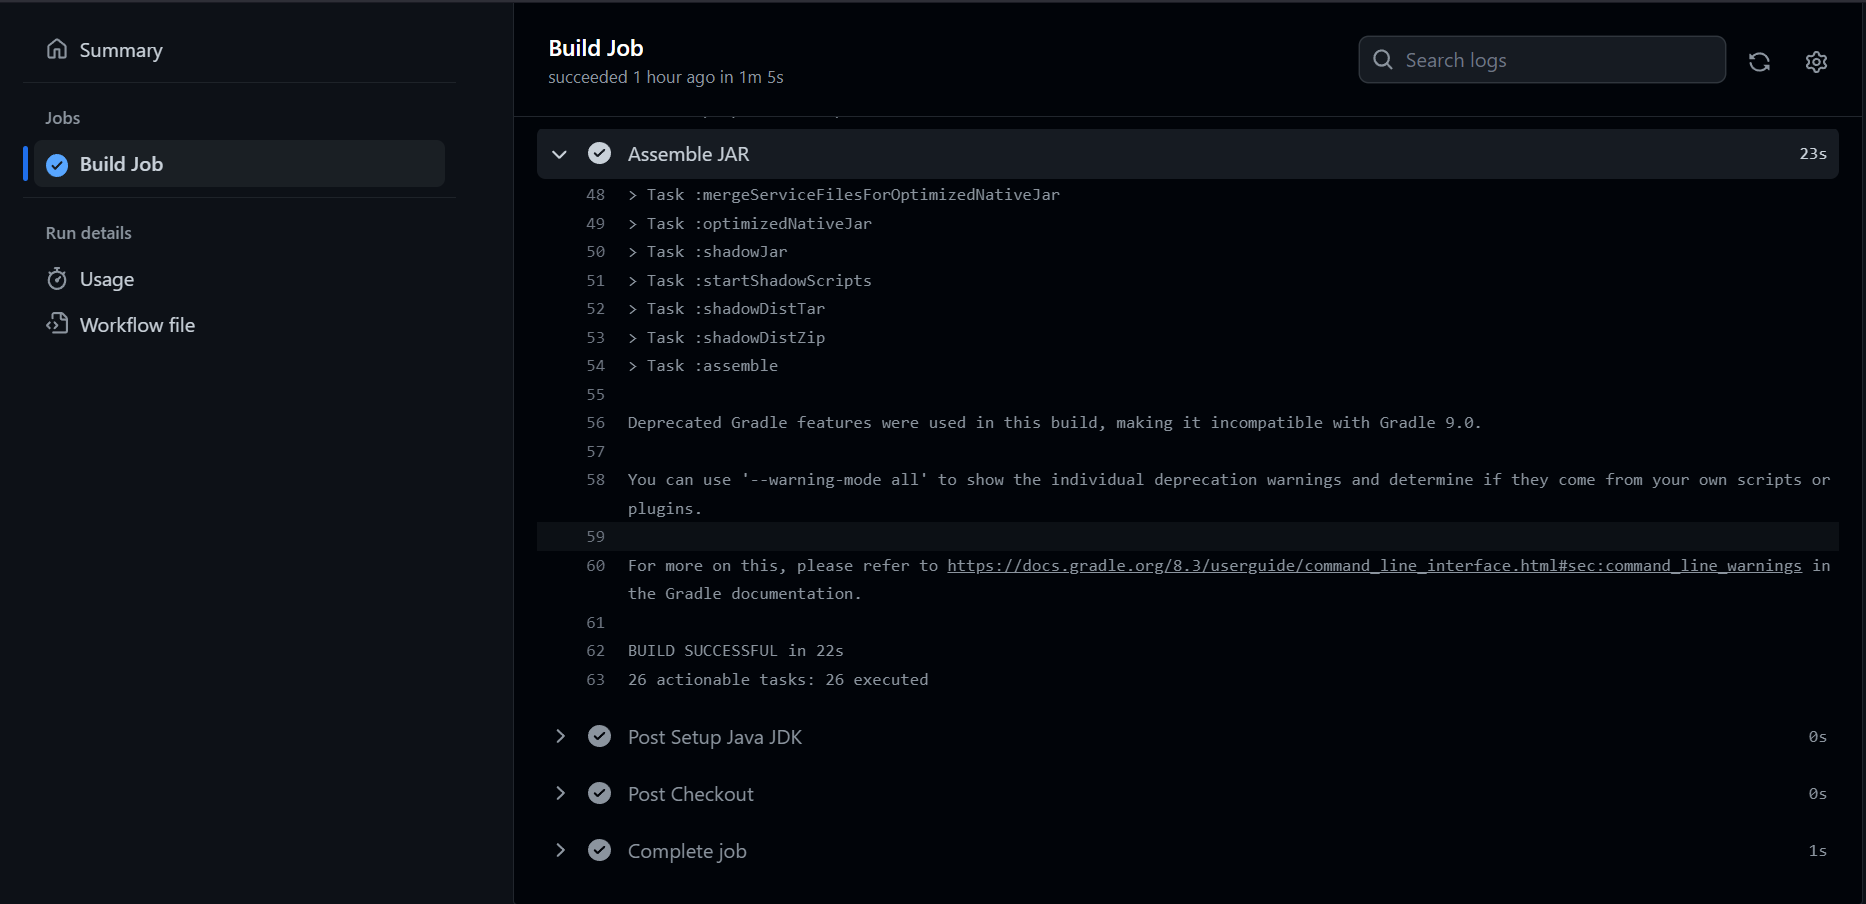 Summary
Jobs
Build Job
Run details
Usage
Workflow file
Build Job
succeeded 1 hour ago in 1m 5s
Search logs
Assemble JAR 23s
48 > Task :mergeServiceFilesForOptimizedNativeJar
49 > Task :optimizedNativeJar
50 > Task :shadowJar
51 > Task :startShadowScripts
52 > Task :shadowDistTar
53 > Task :shadowDistZip
54 > Task :assemble
55
56 Deprecated Gradle features were used in this build, making it incompatible with Gradle 9.0.
57
58 You can use '--warning-mode all' to show the individual deprecation warnings and determine if they come from your own scripts or
plugins.
59
60 For more on this, please refer to https://docs.gradle.org/8.3/userguide/command_line_interface.html#sec:command_line_warnings in
the Gradle documentation.
61
62 BUILD SUCCESSFUL in 22s
63 26 actionable tasks: 26 executed
Post Setup Java JDK 0s
Post Checkout 0s
Complete job 1s